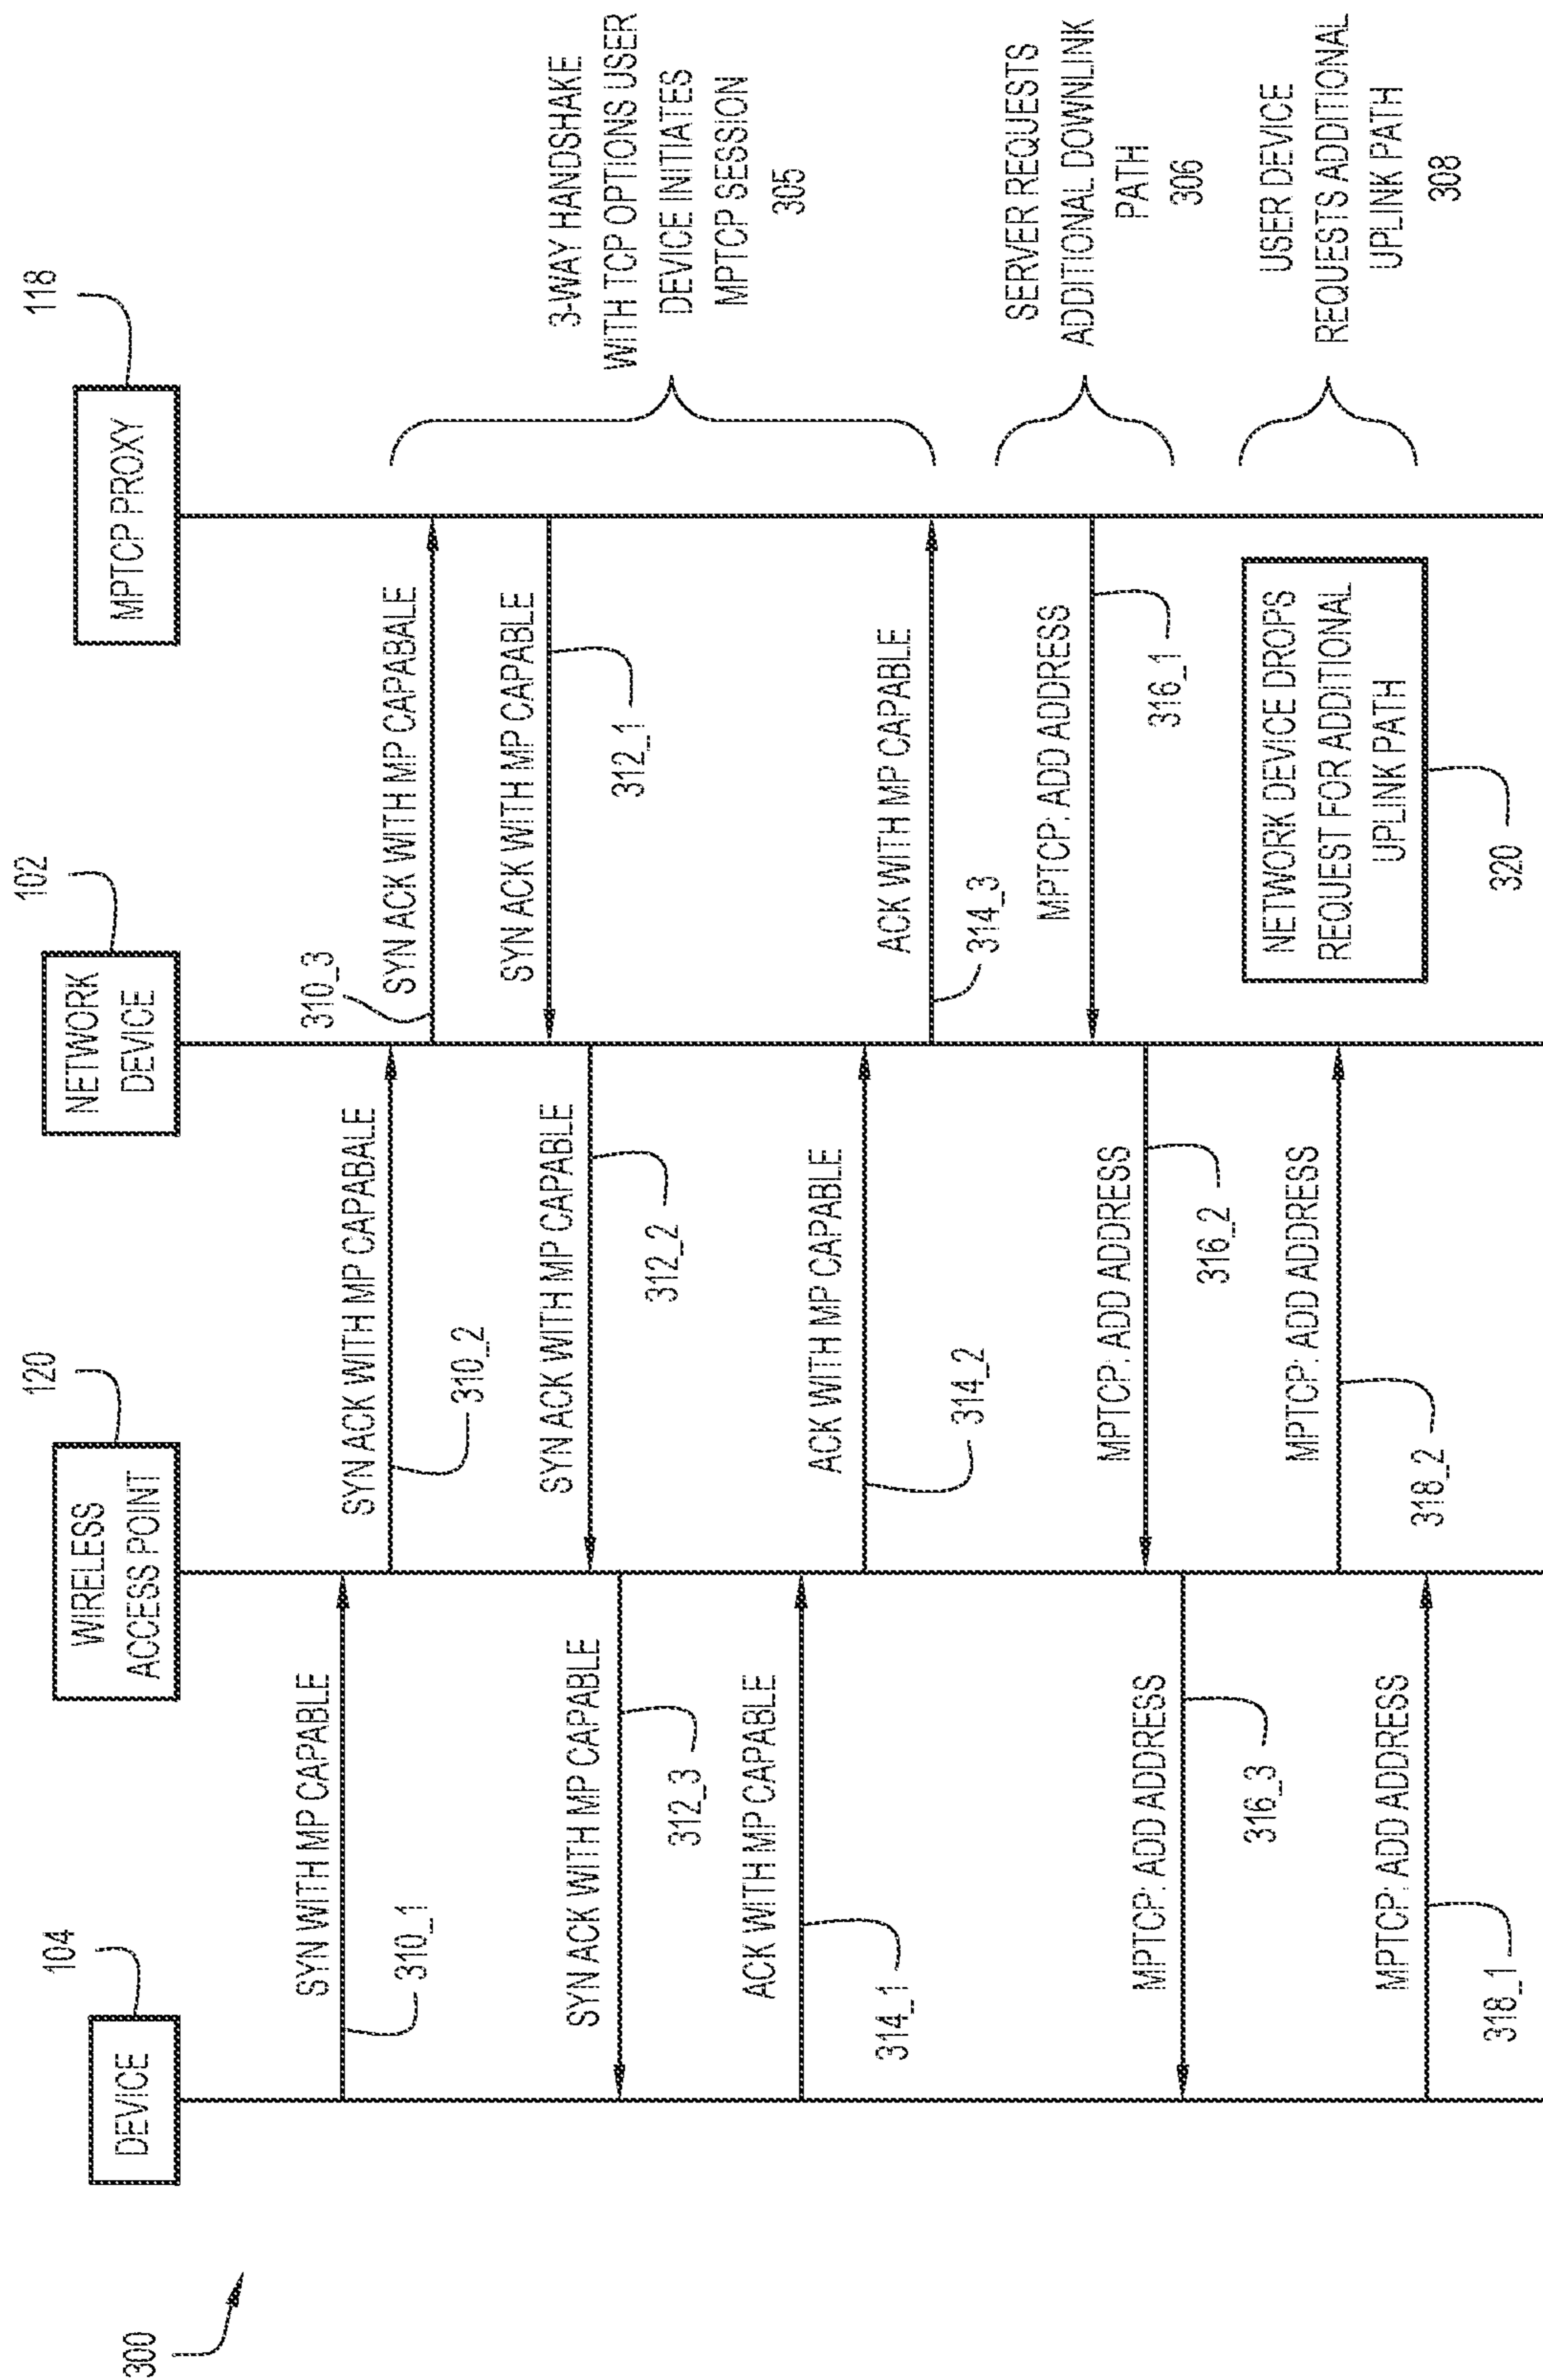 300
104
DEVICE
120
WIRELESS
ACCESS POINT
102
NETWORK
DEVICE
118
MPTCP PROXY
SYN WITH MP CAPABLE
310_1
SYN ACK WITH MP CAPABALE
310_2
310_3
SYN ACK WITH MP CAPABALE
SYN ACK WITH MP CAPABLE
312_1
SYN ACK WITH MP CAPABLE
312_2
SYN ACK WITH MP CAPABLE
312_3
ACK WITH MP CAPABLE
314_1
ACK WITH MP CAPABLE
314_2
ACK WITH MP CAPABLE
314_3
3-WAY HANDSHAKE
WITH TCP OPTIONS USER
DEVICE INITIATES
MPTCP SESSION
305
MPTCP: ADD ADDRESS
316_1
MPTCP: ADD ADDRESS
316_2
MPTCP: ADD ADDRESS
316_3
SERVER REQUESTS
ADDITIONAL DOWNLINK
PATH
306
MPTCP: ADD ADDRESS
318_1
MPTCP: ADD ADDRESS
318_2
NETWORK DEVICE DROPS
REQUEST FOR ADDITIONAL
UPLINK PATH
320
USER DEVICE
REQUESTS ADDITIONAL
UPLINK PATH
308